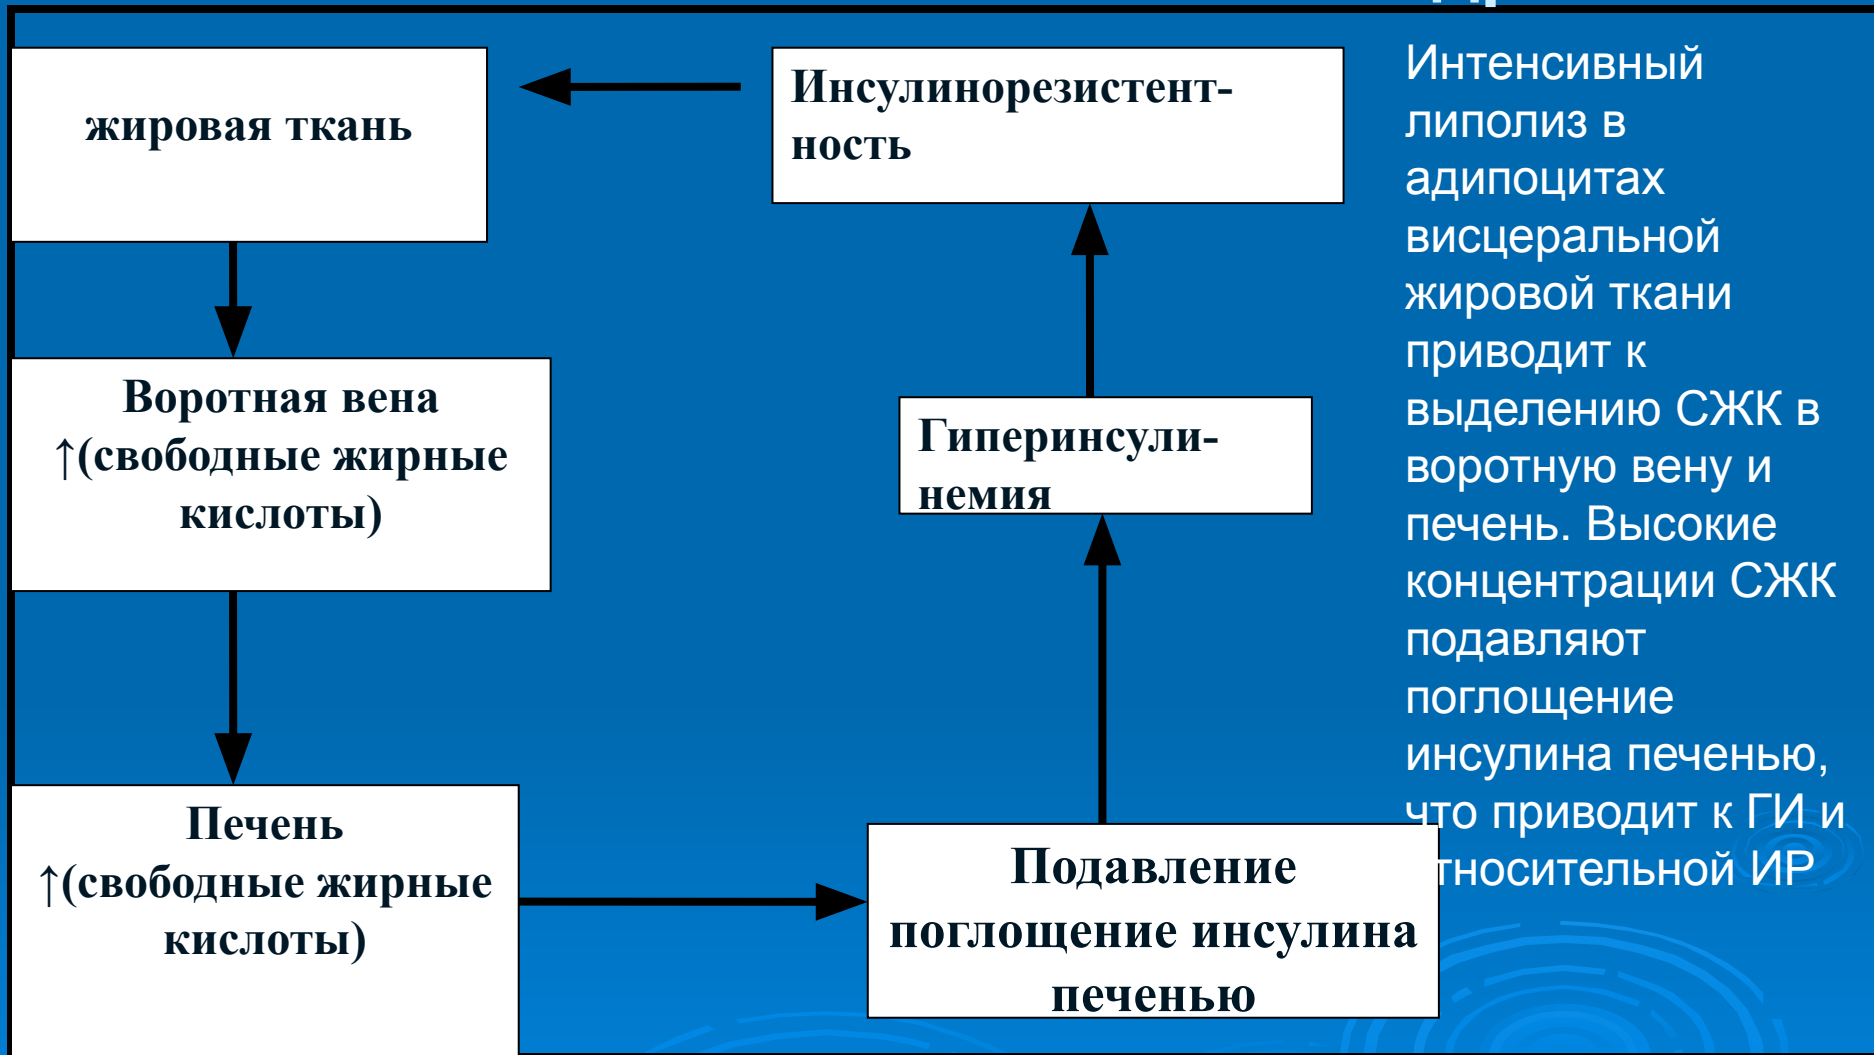 жировая ткань
Инсулинорезистент-
ность
Воротная вена
↑(свободные жирные
кислоты)
Гиперинсули-
немия
Печень
↑(свободные жирные
кислоты)
Подавление
поглощение инсулина
печенью
Интенсивный
липолиз в
адипоцитах
висцеральной
жировой ткани
приводит к
выделению СЖК в
воротную вену и
печень. Высокие
концентрации СЖК
подавляют
поглощение
инсулина печенью,
что приводит к ГИ и
тносительной ИР